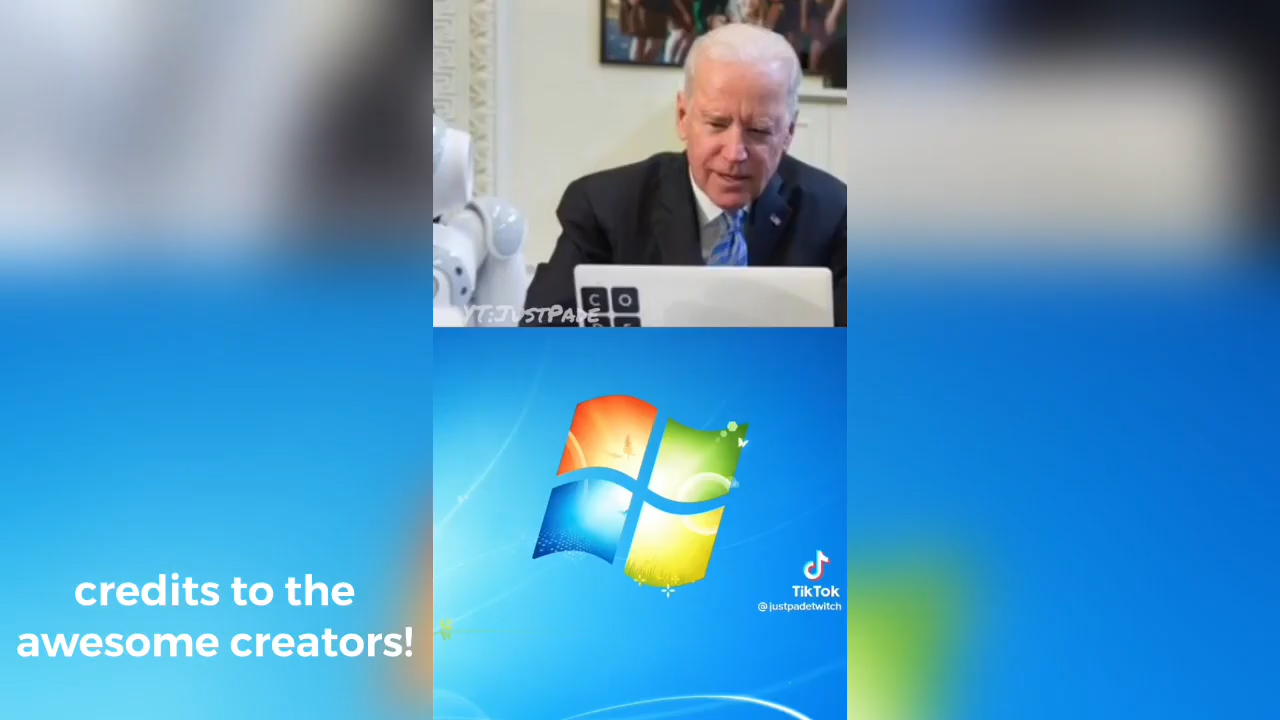 C O
YT:JUSTPADE
TikTok
@justpadetwitch
credits to the
awesome creators!